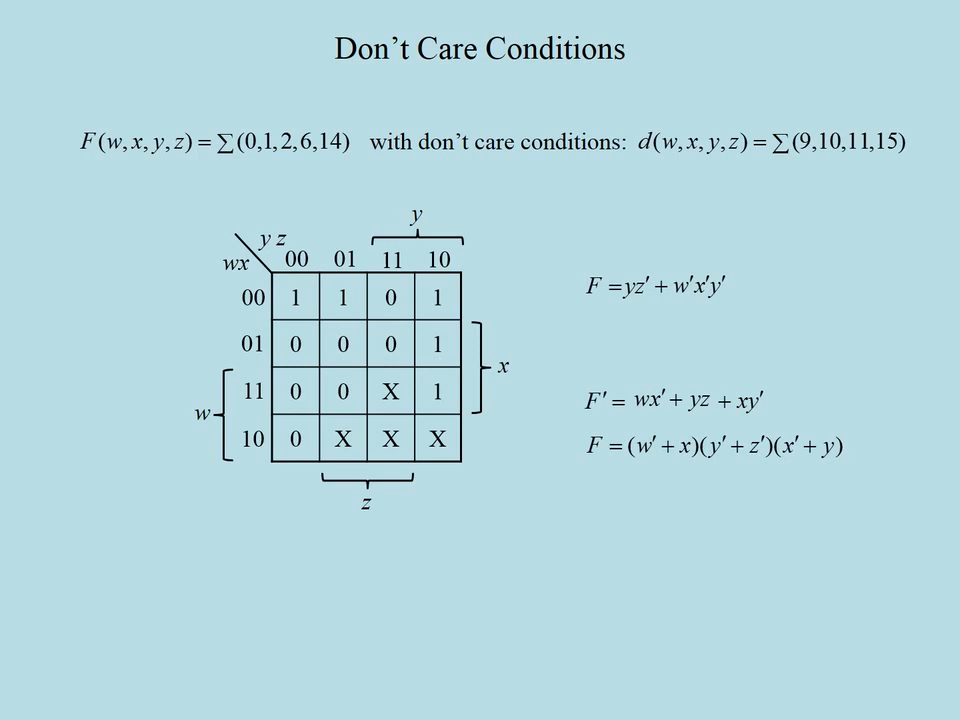 Don't Care Conditions
F(w, x, y, z) = ∑(0,1,2,6,14) with don't care conditions: d(w, x, y, z) = ∑(9,10,11,15)
y
y z
wx 00 01 11 10
00 1 1 0 1
F = yz′ + w′x′y′
01 0 0 0 1
x
11 0 0 X 1
F′ = wx′ + yz + xy′
w
10 0 X X X
F = (w′ + x)(y′ + z′)(x′ + y)
z